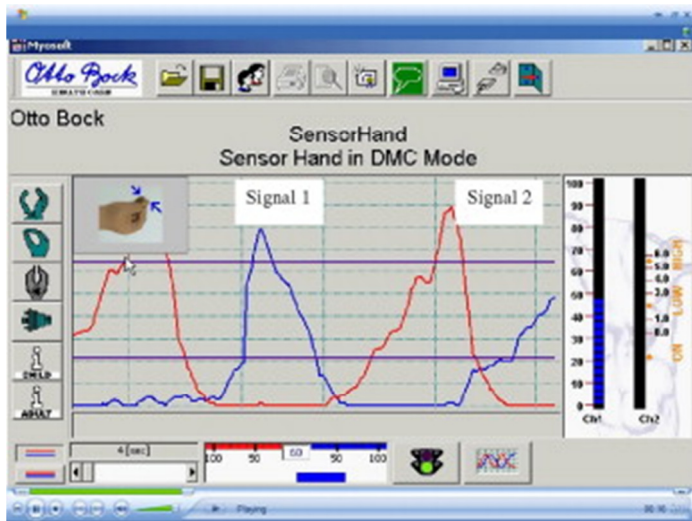 Myosoft
Otto Bock
Otto Bock
SensorHand
Sensor Hand in DMC Mode
Signal 1
Signal 2
100
90
80
70
60
50
40
30
20
10
0
HIGH
LOW
ON
Ch1
Ch2
CHILD
ADULT
4 [sec]
100 50 60 50 100
Playing